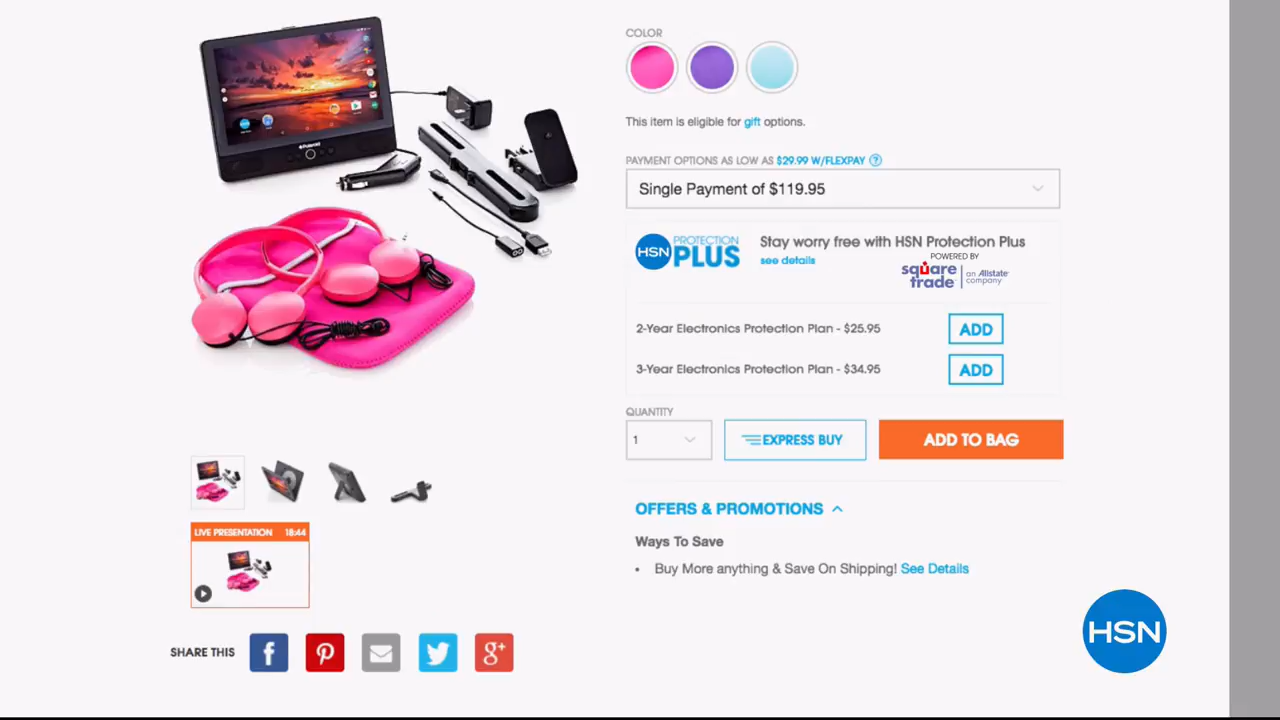 COLOR
This item is eligible for gift options.
PAYMENT OPTIONS AS LOW AS $29.99 W/FLEXPAY ?
Single Payment of $119.95
HSN PROTECTION PLUS
Stay worry free with HSN Protection Plus
see details
POWERED BY
square trade
an Allstate company
2-Year Electronics Protection Plan - $25.95
ADD
3-Year Electronics Protection Plan - $34.95
ADD
QUANTITY
1
EXPRESS BUY
ADD TO BAG
OFFERS & PROMOTIONS
Ways To Save
• Buy More anything & Save On Shipping! See Details
Polaroid
LIVE PRESENTATION 18:44
SHARE THIS
HSN